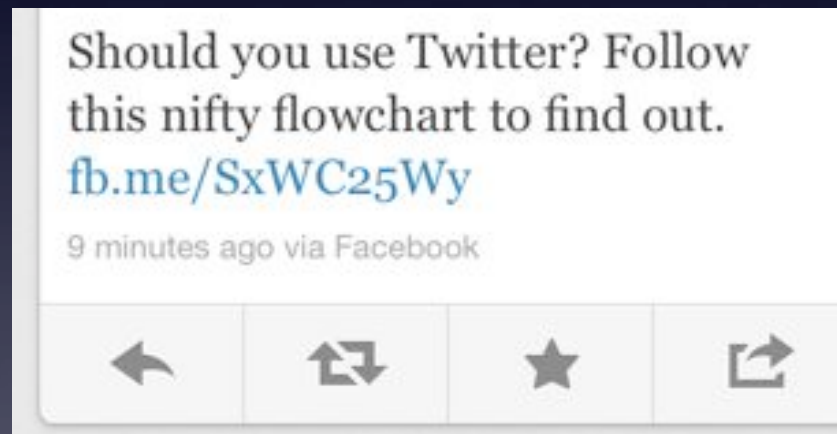 Should you use Twitter? Follow
this nifty flowchart to find out.
fb.me/SxWC25Wy
9 minutes ago via Facebook